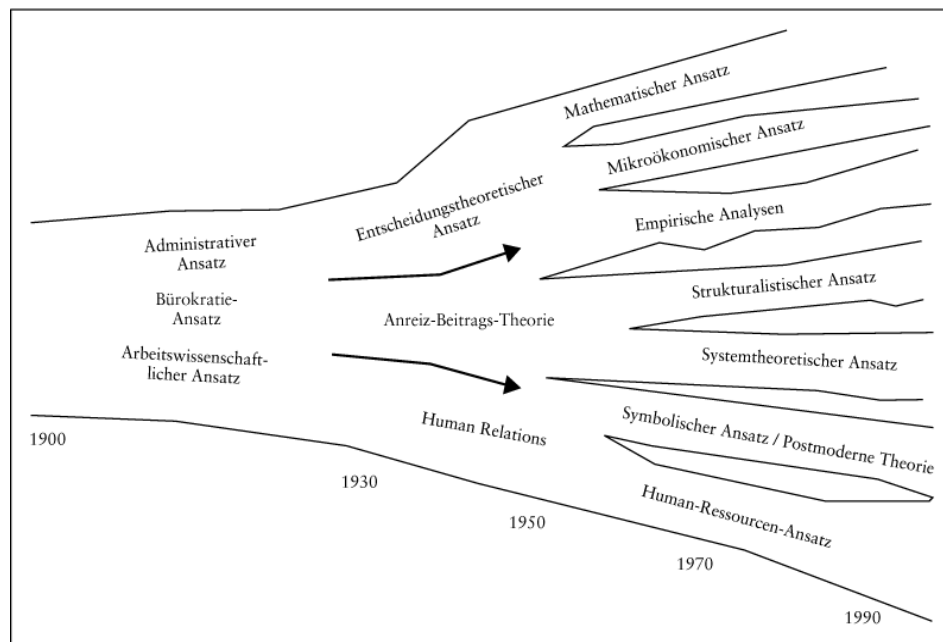 Mathematischer Ansatz
Mikroökonomischer Ansatz
Entscheidungstheoretischer
Ansatz
Empirische Analysen
Administrativer
Ansatz
Strukturalistischer Ansatz
Bürokratie-
Ansatz
Anreiz-Beitrags-Theorie
Arbeitswissenschaft-
licher Ansatz
Systemtheoretischer Ansatz
Human Relations
Symbolischer Ansatz / Postmoderne Theorie
Human-Ressourcen-Ansatz
1900
1930
1950
1970
1990